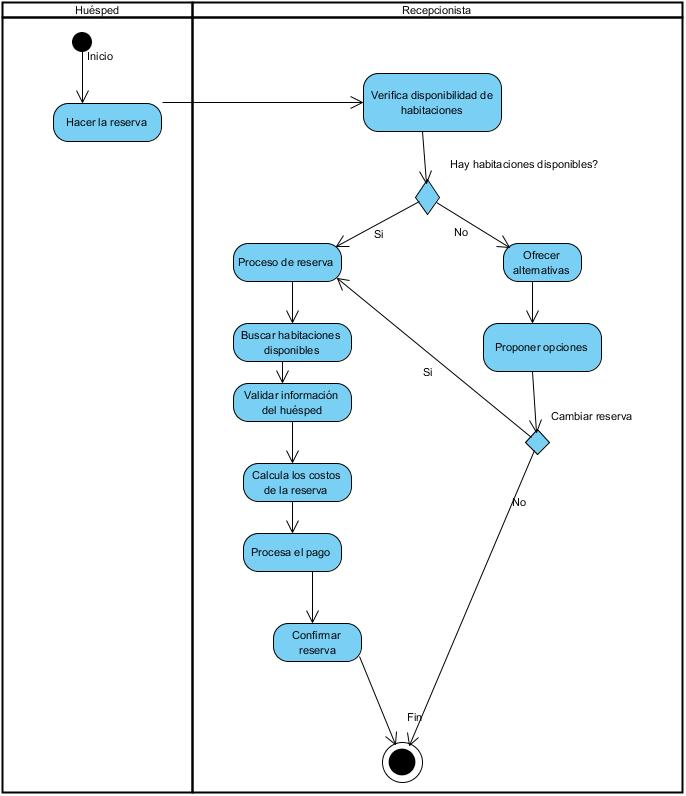 Huésped
Recepcionista
Inicio
Hacer la reserva
Verifica disponibilidad de
habitaciones
Hay habitaciones disponibles?
Si
No
Proceso de reserva
Ofrecer
alternativas
Buscar habitaciones
disponibles
Proponer opciones
Si
Validar información
del huésped
Cambiar reserva
Calcula los costos
de la reserva
No
Procesa el pago
Confirmar
reserva
Fin